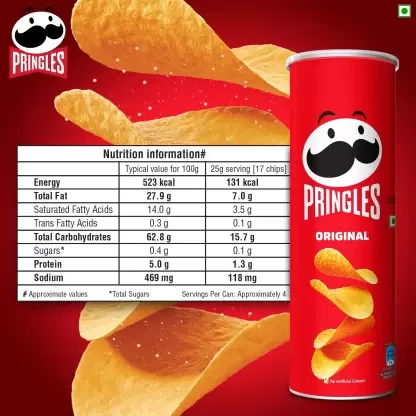 PRINGLES
Nutrition information#
Typical value for 100g 25g serving [17 chips]
Energy 523 kcal 131 kcal
Total Fat 27.9 g 7.0 g
Saturated Fatty Acids 14.0 g 3.5 g
Trans Fatty Acids 0.3 g 0.1 g
Total Carbohydrates 62.8 g 15.7 g
Sugars* 0.4 g 0.1 g
Protein 5.0 g 1.3 g
Sodium 469 mg 118 mg
# Approximate values *Total Sugars Servings Per Can: Approximately 4
PRINGLES
ORIGINAL
No Artificial Colours